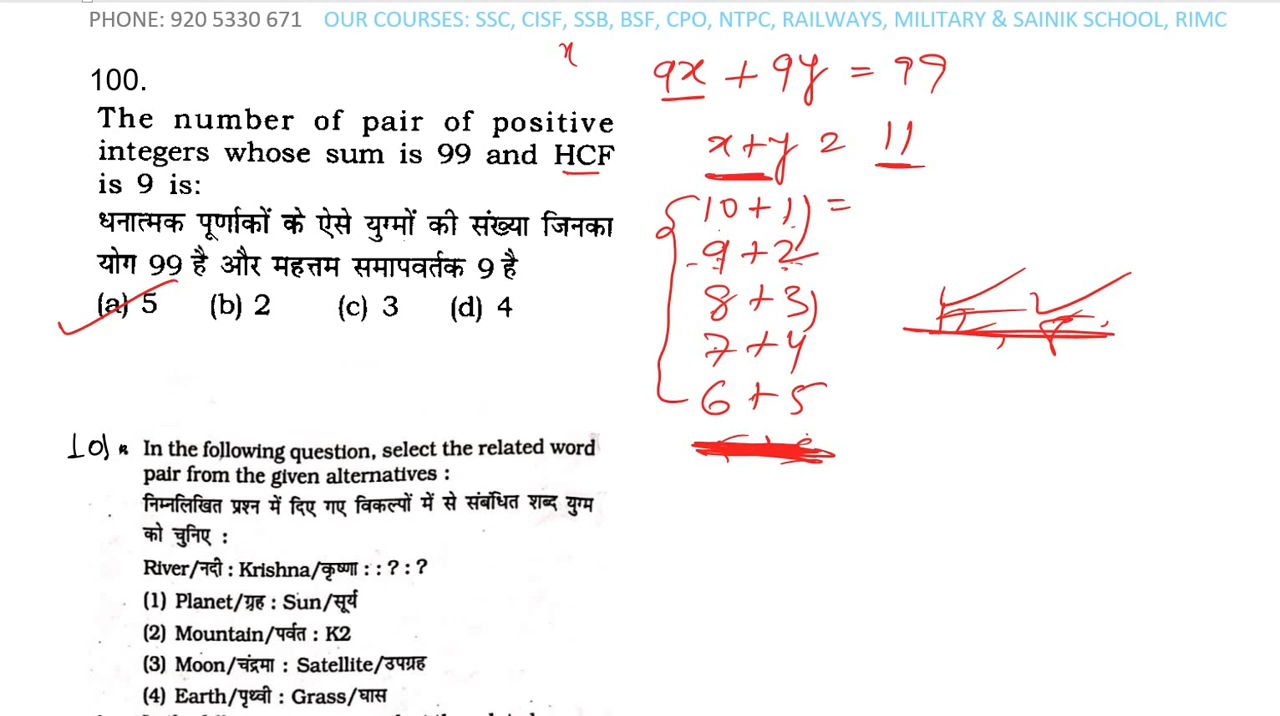 PHONE: 920 5330 671 OUR COURSES: SSC, CISF, SSB, BSF, CPO, NTPC, RAILWAYS, MILITARY & SAINIK SCHOOL, RIMC
100.
The number of pair of positive
integers whose sum is 99 and HCF
is 9 is:
धनात्मक पूर्णाकों के ऐसे युग्मों की संख्या जिनका
योग 99 है और महत्तम समापवर्तक 9 है
(a) 5 (b) 2 (c) 3 (d) 4
x
9x + 9y = 99
x + y = 11
10 + 1) =
9 + 2
8 + 3)
7 + 4
6 + 5
101. In the following question, select the related word
pair from the given alternatives :
निम्नलिखित प्रश्न में दिए गए विकल्पों में से संबंधित शब्द युग्म
को चुनिए :
River/नदी : Krishna/कृष्णा : : ? : ?
(1) Planet/ग्रह : Sun/सूर्य
(2) Mountain/पर्वत : K2
(3) Moon/चंद्रमा : Satellite/उपग्रह
(4) Earth/पृथ्वी : Grass/घास